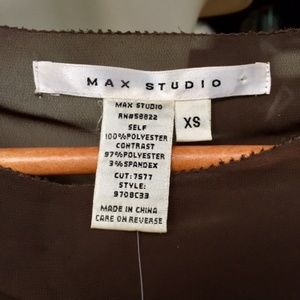 MAX STUDIO
MAX STUDIO
RN#58822
SELF
100%POLYESTER
CONTRAST
97%POLYESTER
3%SPANDEX
CUT: 7577
STYLE:
9708C33
MADE IN CHINA
CARE ON REVERSE
XS